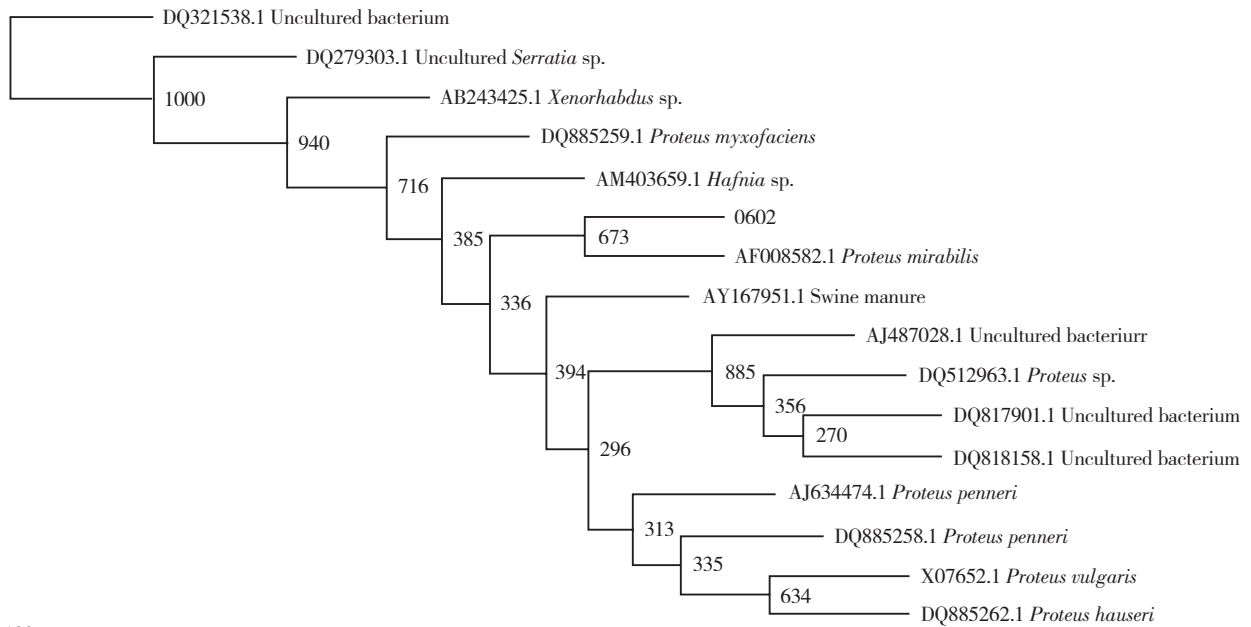 DQ321538.1 Uncultured bacterium
DQ279303.1 Uncultured Serratia sp.
1000
AB243425.1 Xenorhabdus sp.
940
DQ885259.1 Proteus myxofaciens
716
AM403659.1 Hafnia sp.
385
0602
673
AF008582.1 Proteus mirabilis
336
AY167951.1 Swine manure
394
AJ487028.1 Uncultured bacteriurr
885
DQ512963.1 Proteus sp.
356
DQ817901.1 Uncultured bacterium
270
296
DQ818158.1 Uncultured bacterium
AJ634474.1 Proteus penneri
313
DQ885258.1 Proteus penneri
335
X07652.1 Proteus vulgaris
634
DQ885262.1 Proteus hauseri